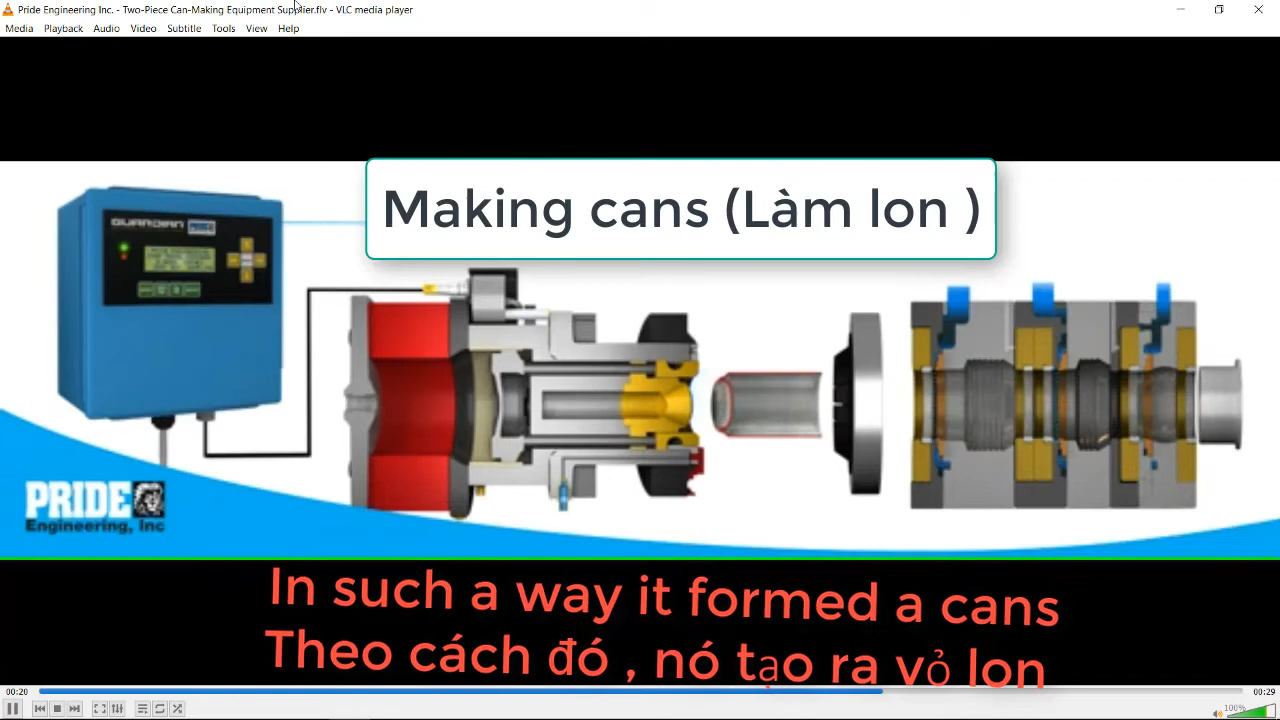 Pride Engineering Inc. - Two-Piece Can-Making Equipment Supplier.flv - VLC media player
Media Playback Audio Video Subtitle Tools View Help
Making cans (Làm lon )
GUARDIAN
PRIDE
Engineering, Inc
In such a way it formed a cans
Theo cách đó , nó tạo ra vỏ lon
00:20
00:29
100%